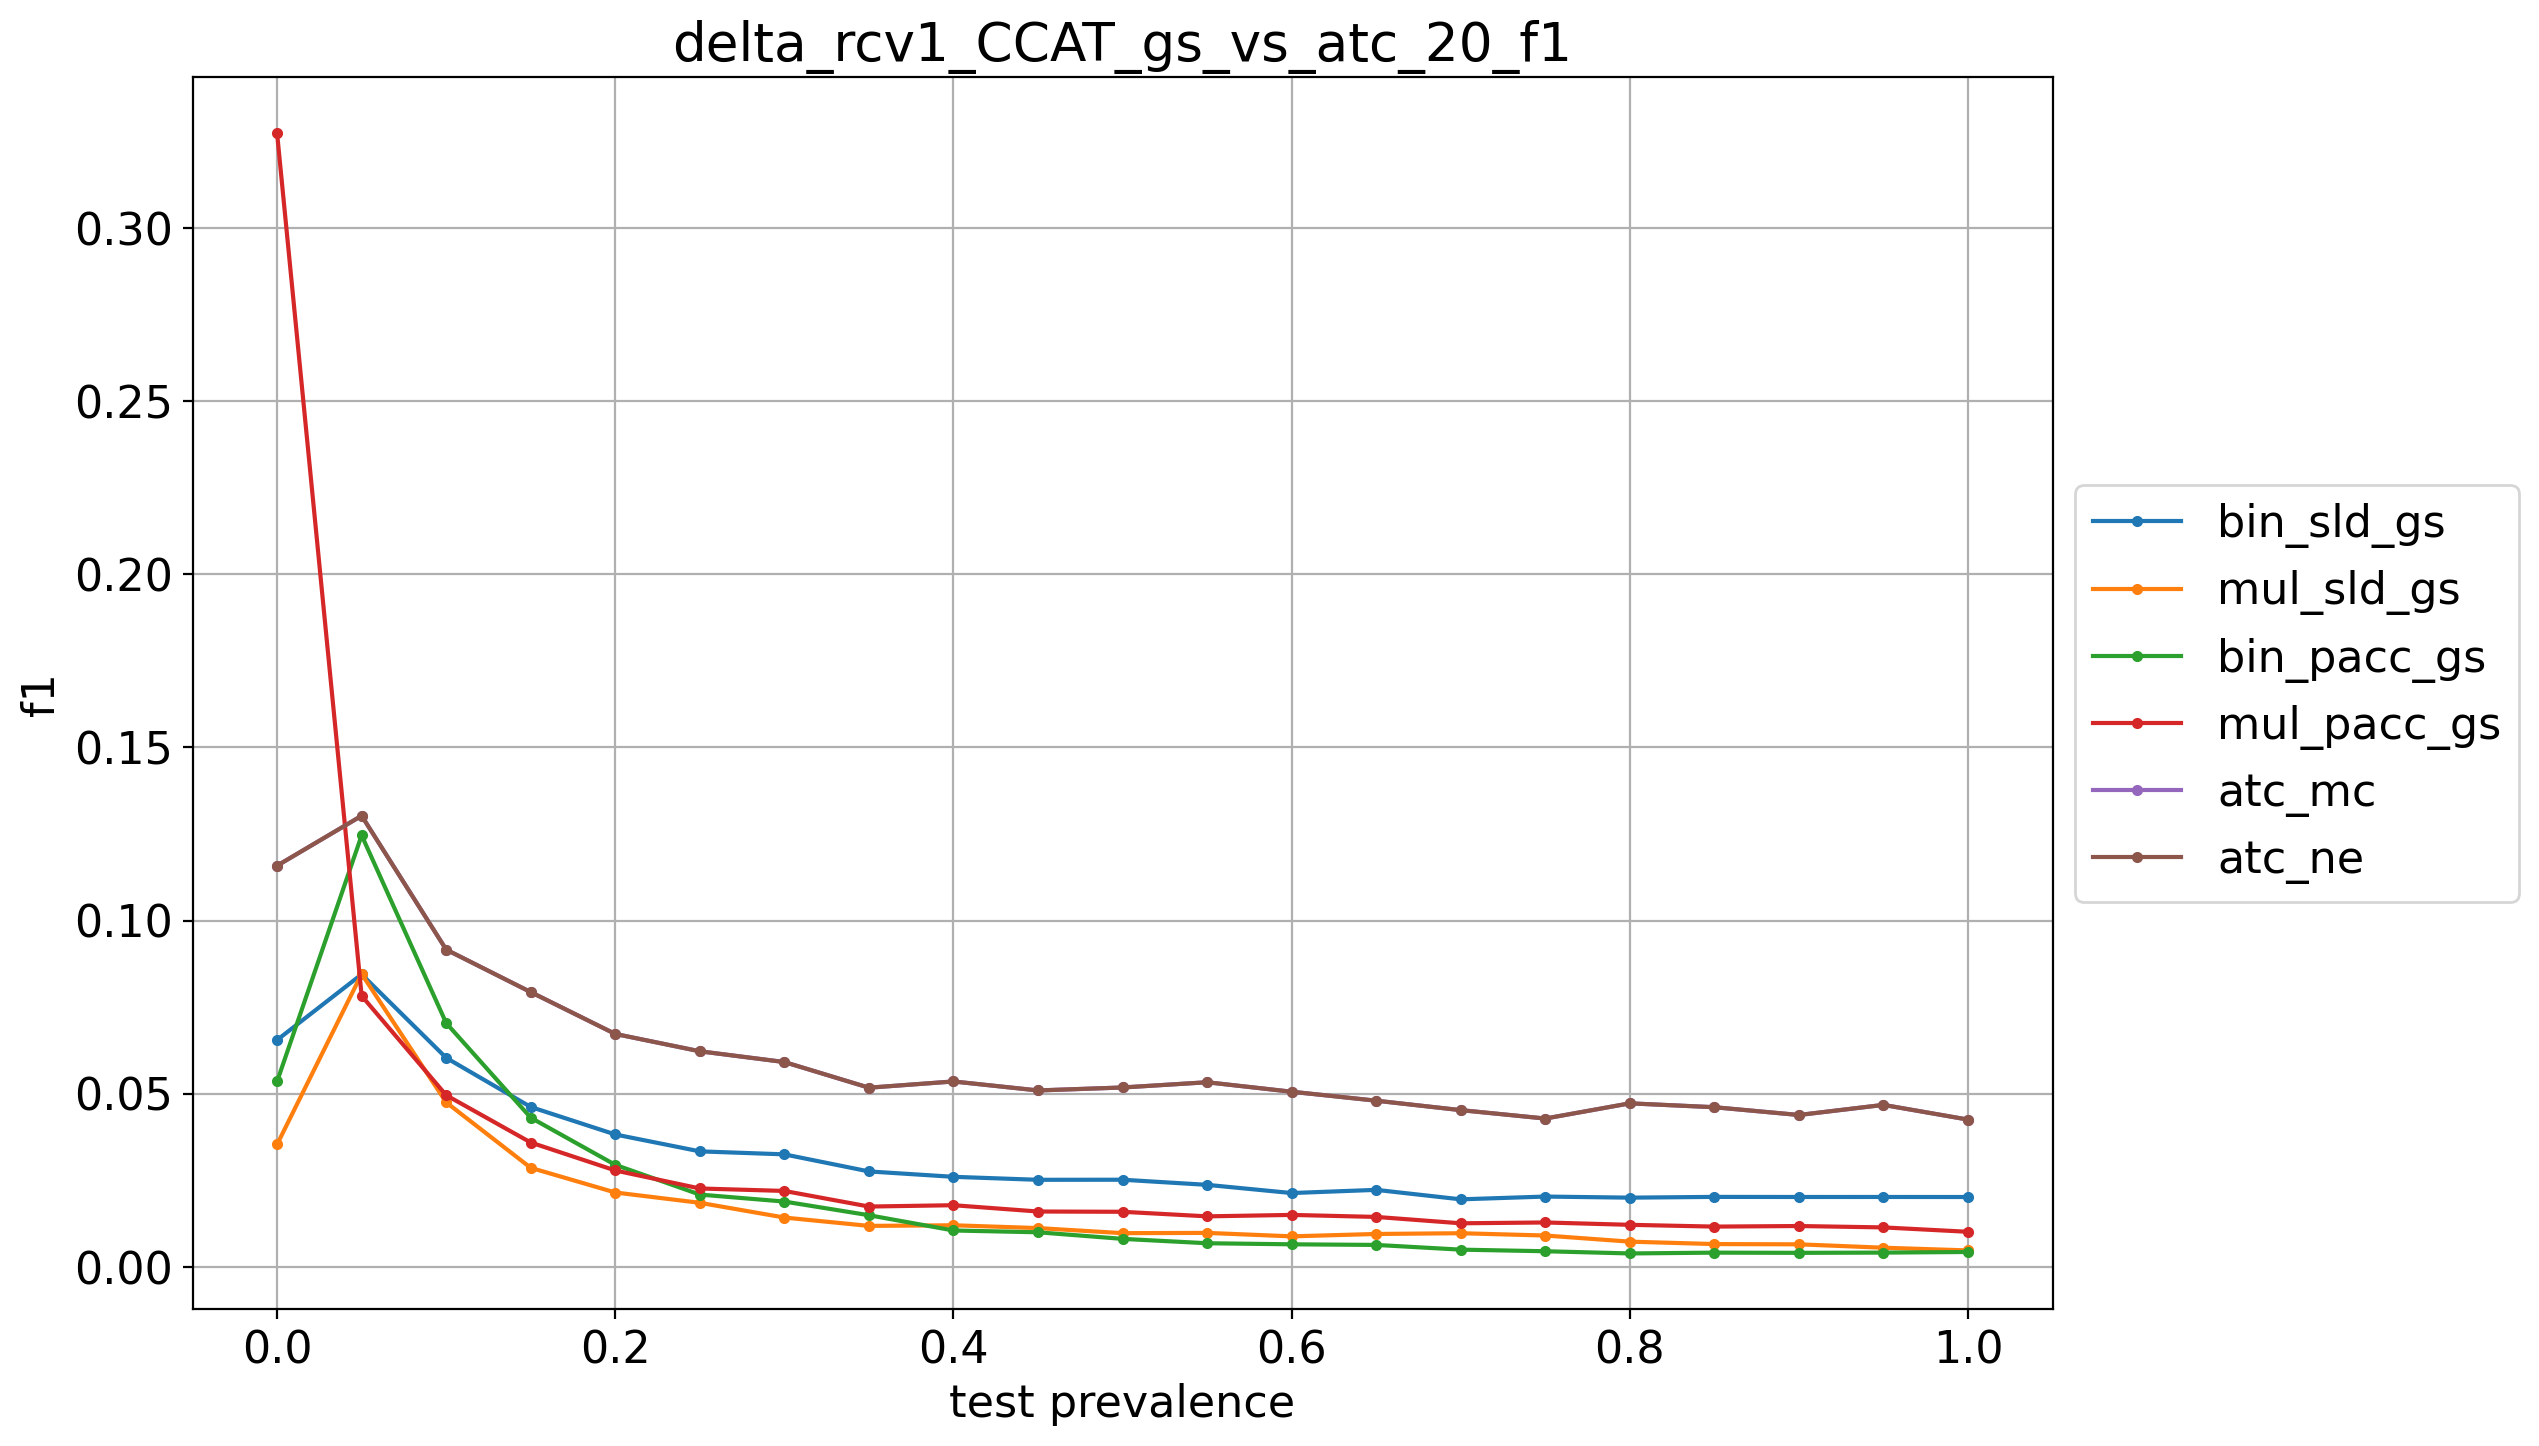 delta_rcv1_CCAT_gs_vs_atc_20_f1
0.30
0.25
0.20
0.15
0.10
0.05
0.00
f1
0.0 0.2 0.4 0.6 0.8 1.0
test prevalence
bin_sld_gs
mul_sld_gs
bin_pacc_gs
mul_pacc_gs
atc_mc
atc_ne